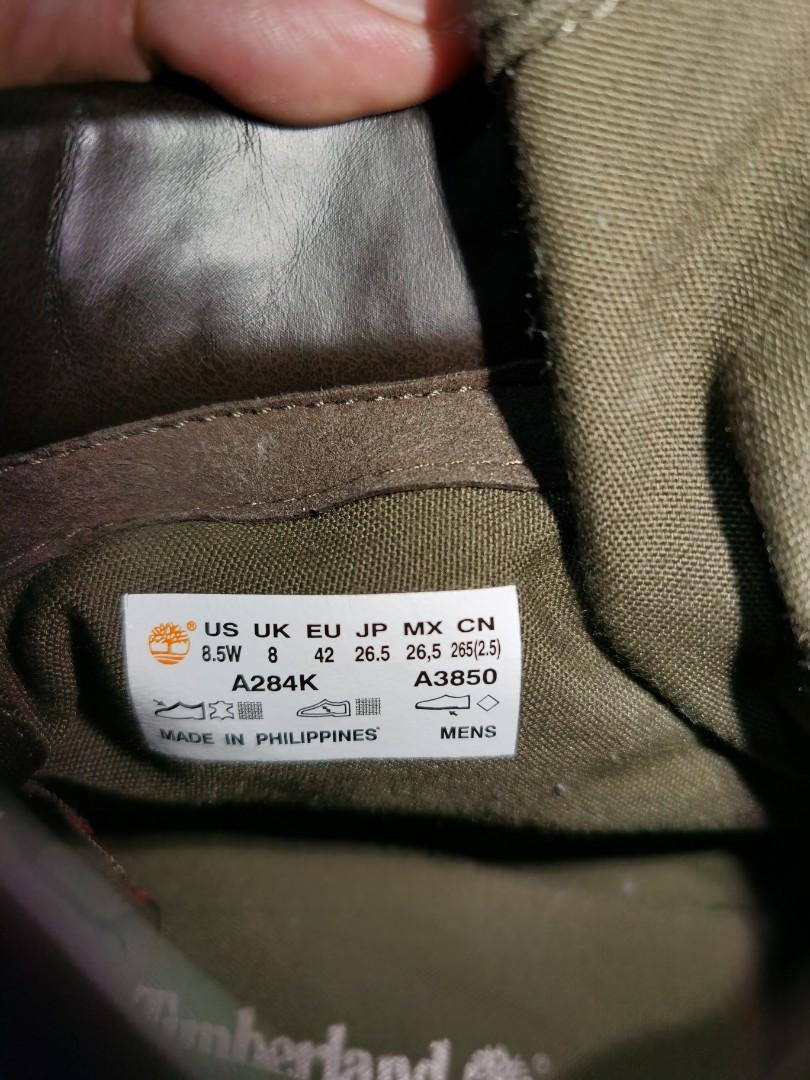 ® US UK EU JP MX CN
8.5W 8 42 26.5 26,5 265(2.5)
A284K A3850
MADE IN PHILIPPINES MENS
Timberland